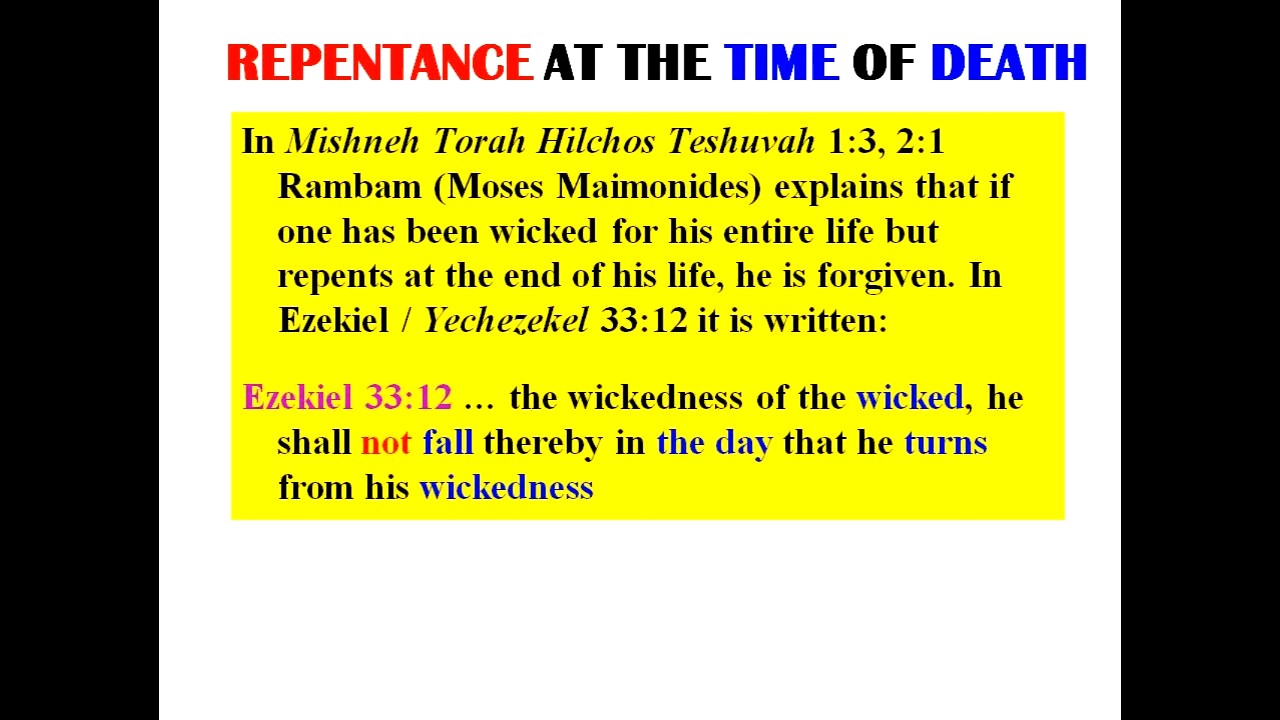 REPENTANCE AT THE TIME OF DEATH
In Mishneh Torah Hilchos Teshuvah 1:3, 2:1
Rambam (Moses Maimonides) explains that if
one has been wicked for his entire life but
repents at the end of his life, he is forgiven. In
Ezekiel / Yechezekel 33:12 it is written:
Ezekiel 33:12 … the wickedness of the wicked, he
shall not fall thereby in the day that he turns
from his wickedness